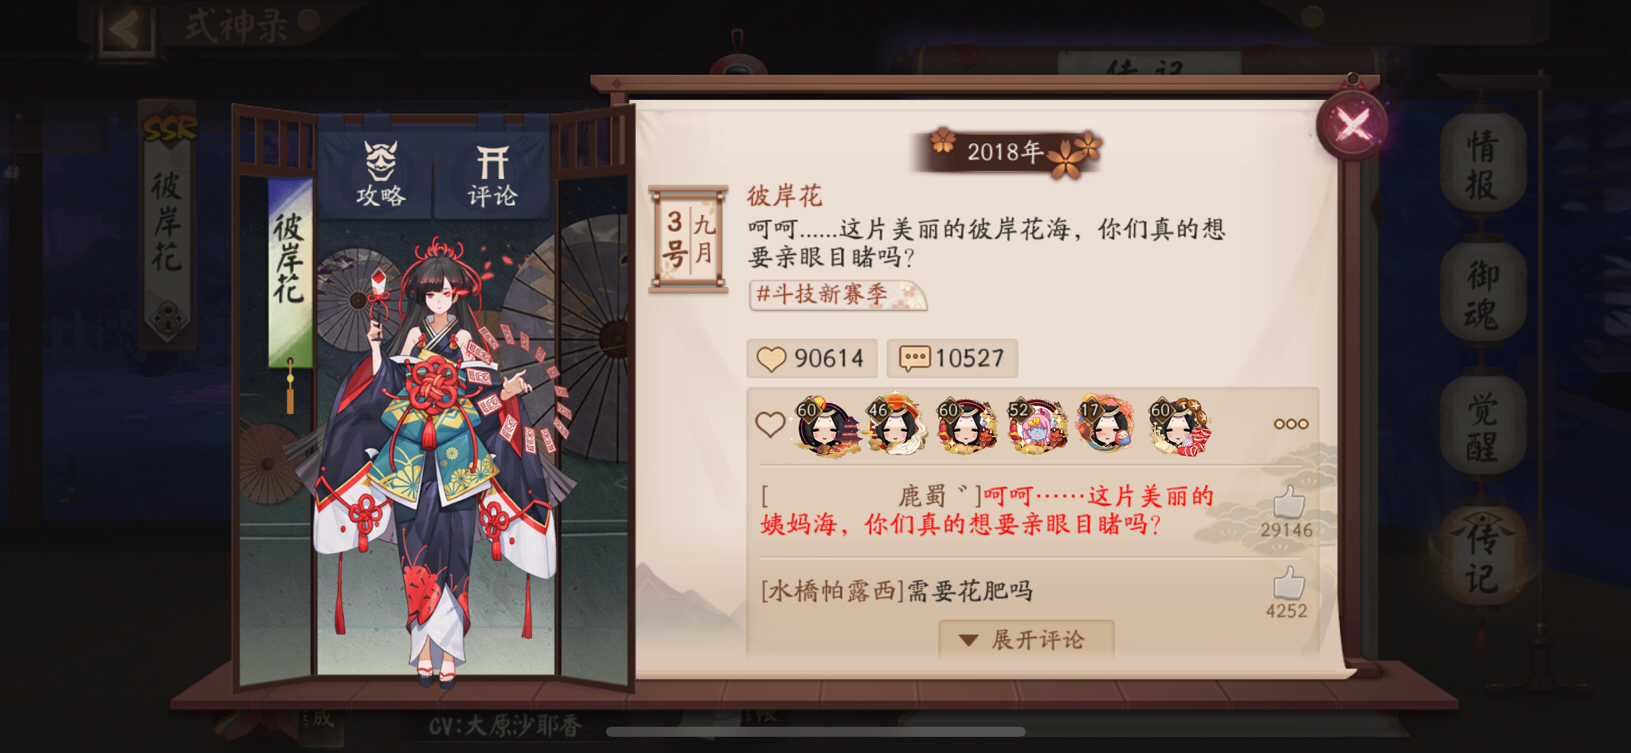 式神录
传记
SSR
彼岸花
攻略
评论
彼岸花
2018年
九月
3号
彼岸花
呵呵......这片美丽的彼岸花海，你们真的想
要亲眼目睹吗？
#斗技新赛季
90614
10527
60
46
60
52
17
60
[ 鹿蜀゛]呵呵······这片美丽的
姨妈海，你们真的想要亲眼目睹吗？
29146
[水橋帕露西]需要花肥吗
4252
展开评论
情报
御魂
觉醒
传记
成
CV:大原沙耶香